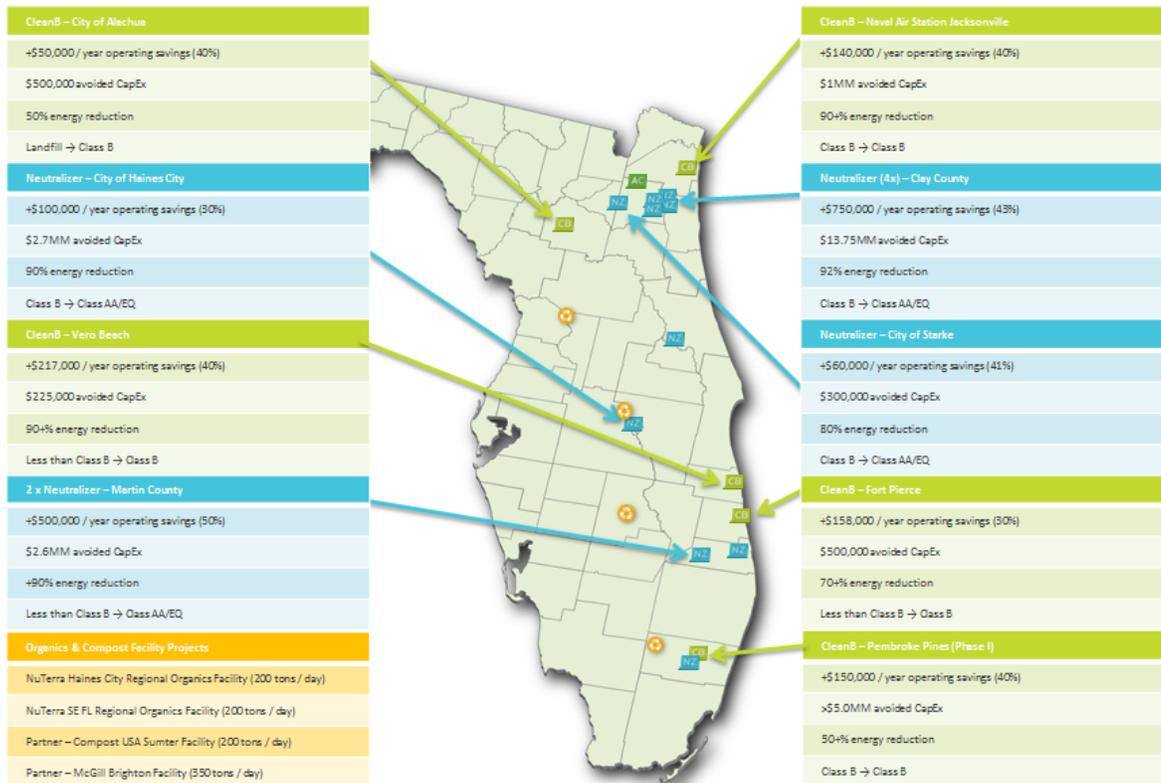 CleanB – City of Alachua
+$50,000 / year operating savings (40%)
$500,000 avoided CapEx
50% energy reduction
Landfill → Class B
Neutralizer – City of Haines City
+$100,000 / year operating savings (30%)
$2.7MM avoided CapEx
90% energy reduction
Class B → Class AA/EQ
CleanB – Vero Beach
+$217,000 / year operating savings (40%)
$225,000 avoided CapEx
90+% energy reduction
Less than Class B → Class B
2 x Neutralizer – Martin County
+$500,000 / year operating savings (50%)
$2.6MM avoided CapEx
+90% energy reduction
Less than Class B → Class AA/EQ
Organics & Compost Facility Projects
NuTerra Haines City Regional Organics Facility (200 tons / day)
NuTerra SE FL Regional Organics Facility (200 tons / day)
Partner – Compost USA Sumter Facility (200 tons / day)
Partner – McGill Brighton Facility (350 tons / day)
CB
AC
NZ
NZ
NZ
NZ
NZ
CB
NZ
NZ
CB
CB
NZ
NZ
CB
NZ
CleanB – Naval Air Station Jacksonville
+$140,000 / year operating savings (40%)
$1MM avoided CapEx
90+% energy reduction
Class B → Class B
Neutralizer (4x) – Clay County
+$750,000 / year operating savings (43%)
$13.75MM avoided CapEx
92% energy reduction
Class B → Class AA/EQ
Neutralizer – City of Starke
+$60,000 / year operating savings (41%)
$300,000 avoided CapEx
80% energy reduction
Class B → Class AA/EQ
CleanB – Fort Pierce
+$158,000 / year operating savings (30%)
$500,000 avoided CapEx
70+% energy reduction
Less than Class B → Class B
CleanB – Pembroke Pines (Phase I)
+$150,000 / year operating savings (40%)
>$5.0MM avoided CapEx
50+% energy reduction
Class B → Class B